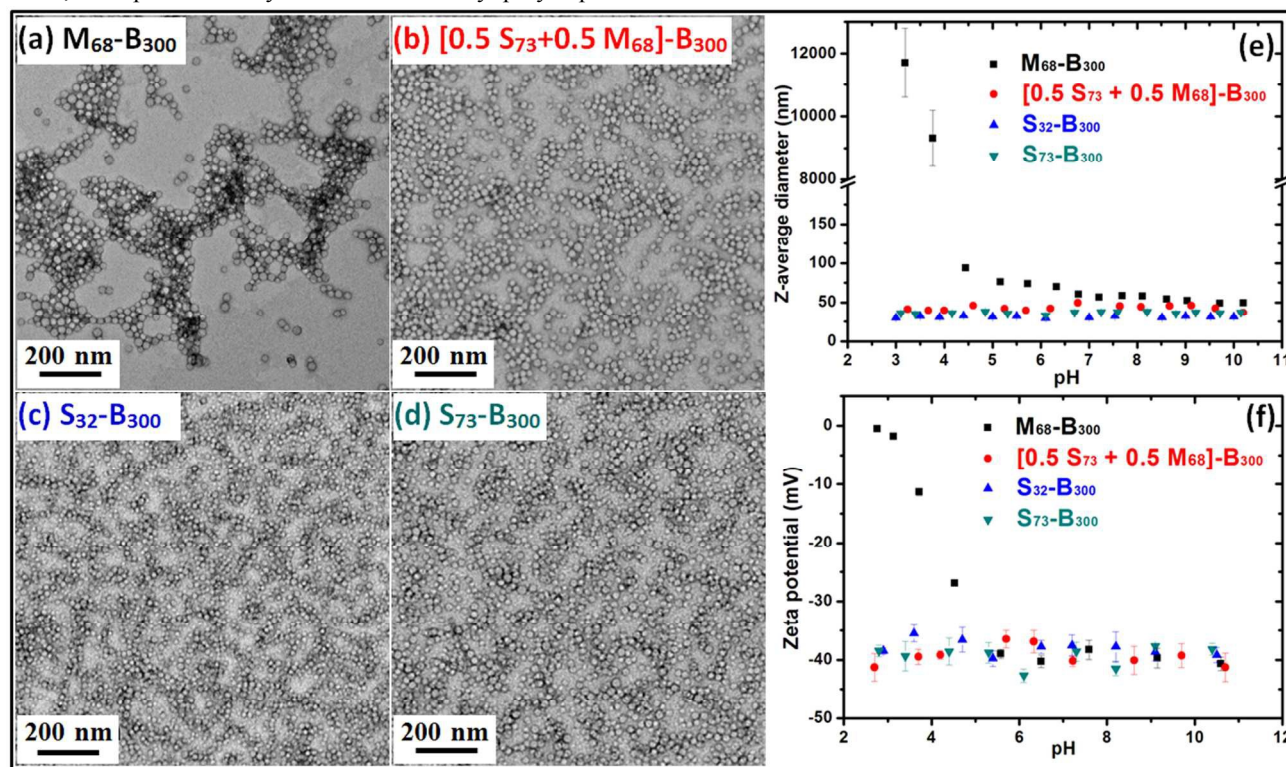 (a) M68-B300
200 nm
(b) [0.5 S73+0.5 M68]-B300
200 nm
(c) S32-B300
200 nm
(d) S73-B300
200 nm
(e)
M68-B300
[0.5 S73 + 0.5 M68]-B300
S32-B300
S73-B300
Z-average diameter (nm)
12000
10000
8000
150
100
50
0
2 3 4 5 6 7 8 9 10 11
pH
(f)
M68-B300
[0.5 S73 + 0.5 M68]-B300
S32-B300
S73-B300
Zeta potential (mV)
0
-10
-20
-30
-40
-50
2 4 6 8 10 12
pH